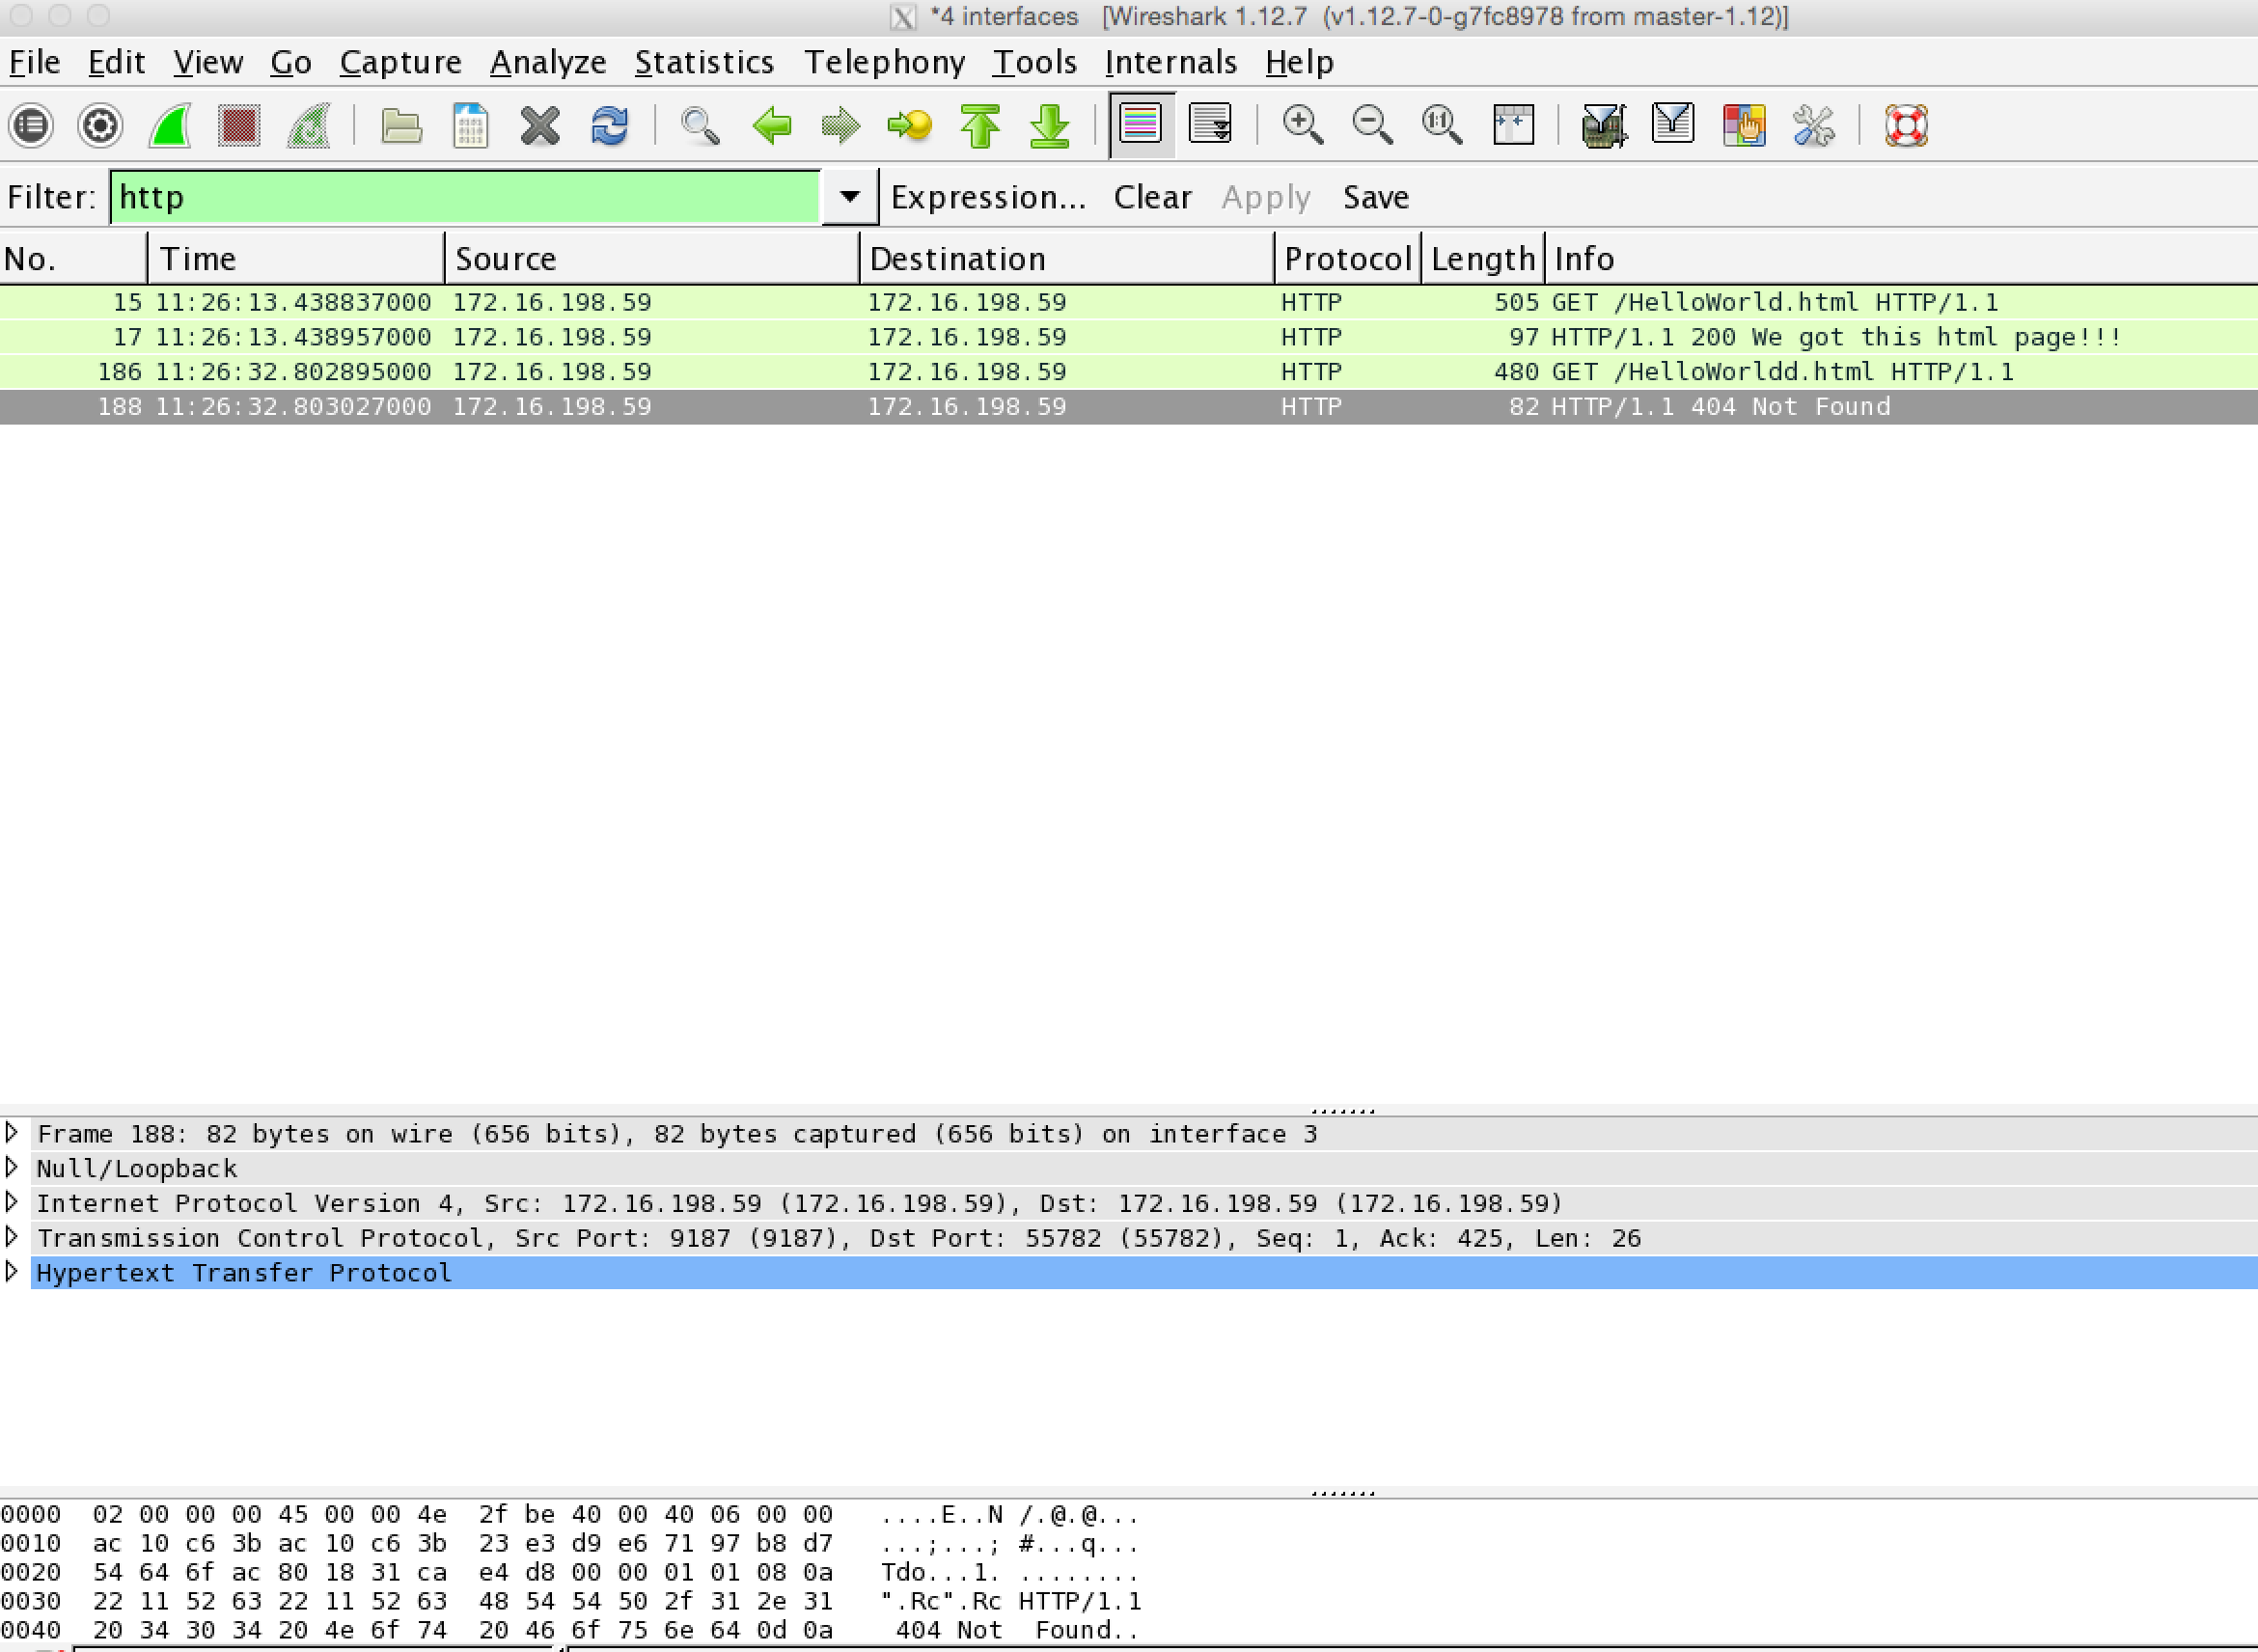 *4 interfaces [Wireshark 1.12.7 (v1.12.7-0-g7fc8978 from master-1.12)]
File Edit View Go Capture Analyze Statistics Telephony Tools Internals Help
Filter: http Expression... Clear Apply Save
No. Time Source Destination Protocol Length Info
15 11:26:13.438837000 172.16.198.59 172.16.198.59 HTTP 505 GET /HelloWorld.html HTTP/1.1
17 11:26:13.438957000 172.16.198.59 172.16.198.59 HTTP 97 HTTP/1.1 200 We got this html page!!!
186 11:26:32.802895000 172.16.198.59 172.16.198.59 HTTP 480 GET /HelloWorldd.html HTTP/1.1
188 11:26:32.803027000 172.16.198.59 172.16.198.59 HTTP 82 HTTP/1.1 404 Not Found
Frame 188: 82 bytes on wire (656 bits), 82 bytes captured (656 bits) on interface 3
Null/Loopback
Internet Protocol Version 4, Src: 172.16.198.59 (172.16.198.59), Dst: 172.16.198.59 (172.16.198.59)
Transmission Control Protocol, Src Port: 9187 (9187), Dst Port: 55782 (55782), Seq: 1, Ack: 425, Len: 26
Hypertext Transfer Protocol
0000 02 00 00 00 45 00 00 4e 2f be 40 00 40 06 00 00 ....E..N /.@.@...
0010 ac 10 c6 3b ac 10 c6 3b 23 e3 d9 e6 71 97 b8 d7 ...;...; #...q...
0020 54 64 6f ac 80 18 31 ca e4 d8 00 00 01 01 08 0a Tdo...1. ........
0030 22 11 52 63 22 11 52 63 48 54 54 50 2f 31 2e 31 ".Rc".Rc HTTP/1.1
0040 20 34 30 34 20 4e 6f 74 20 46 6f 75 6e 64 0d 0a 404 Not Found..